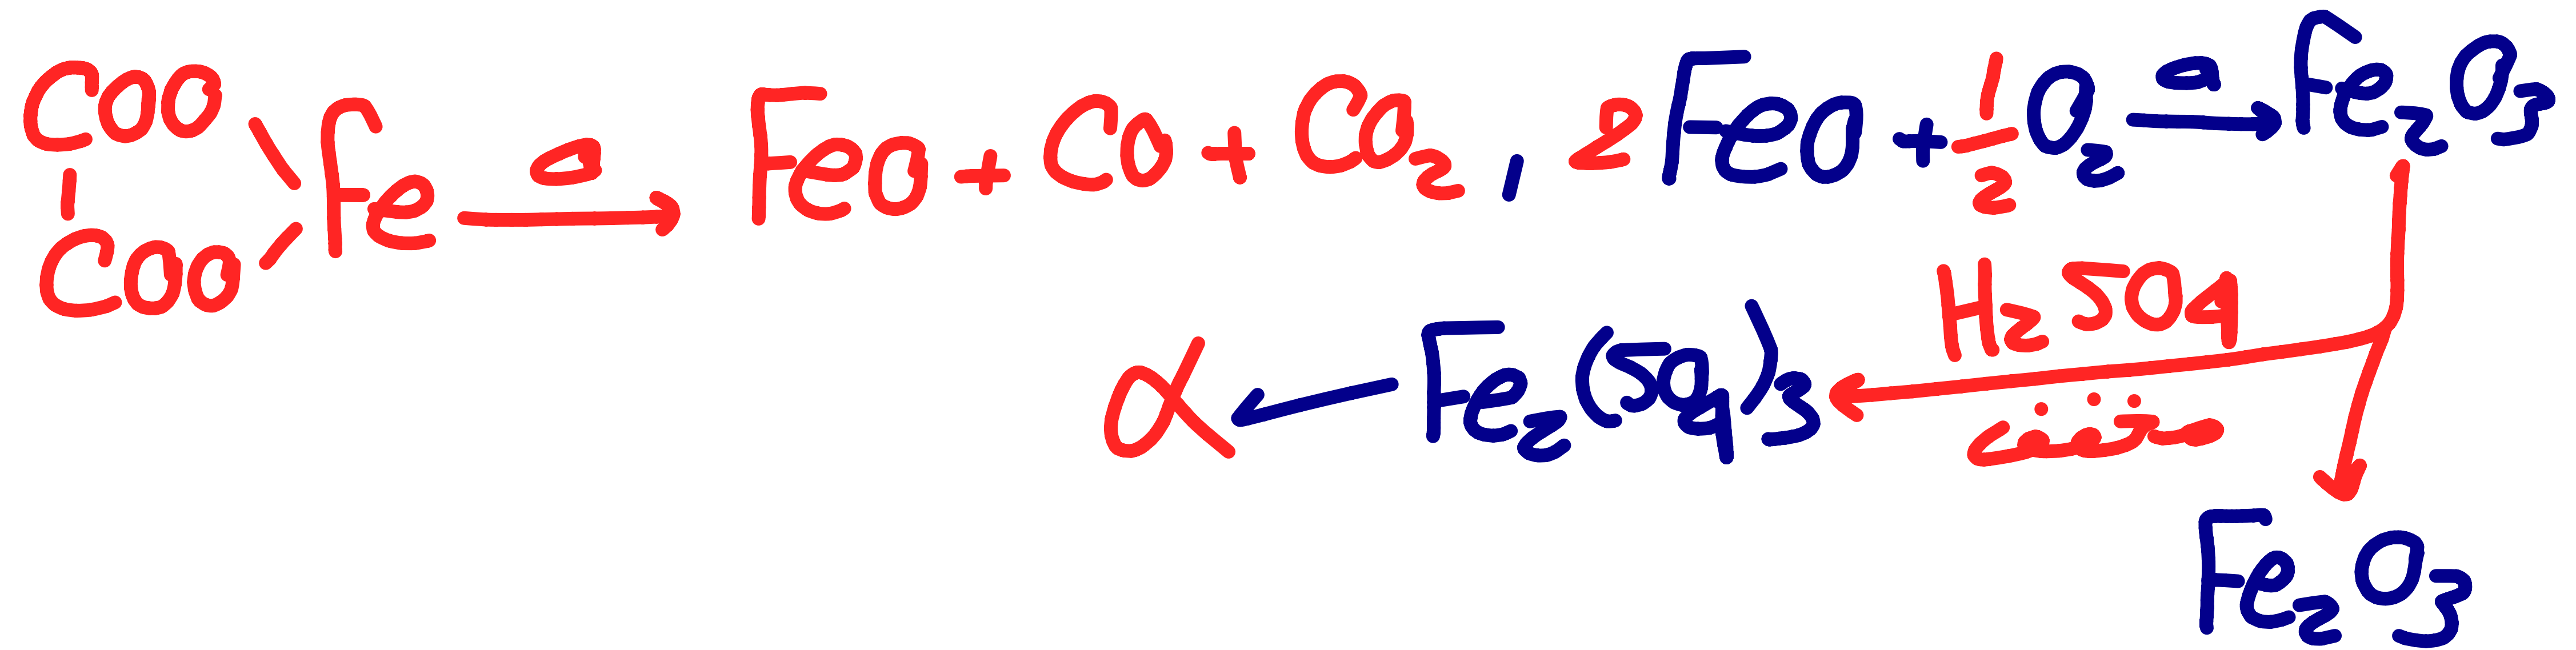 COO \ Fe → FeO + CO + CO₂ , 2FeO + 1/2 O₂ → Fe₂O₃
|
COO /
H₂SO₄
α ← Fe₂(SO₄)₃ ← مخفف
Fe₂O₃